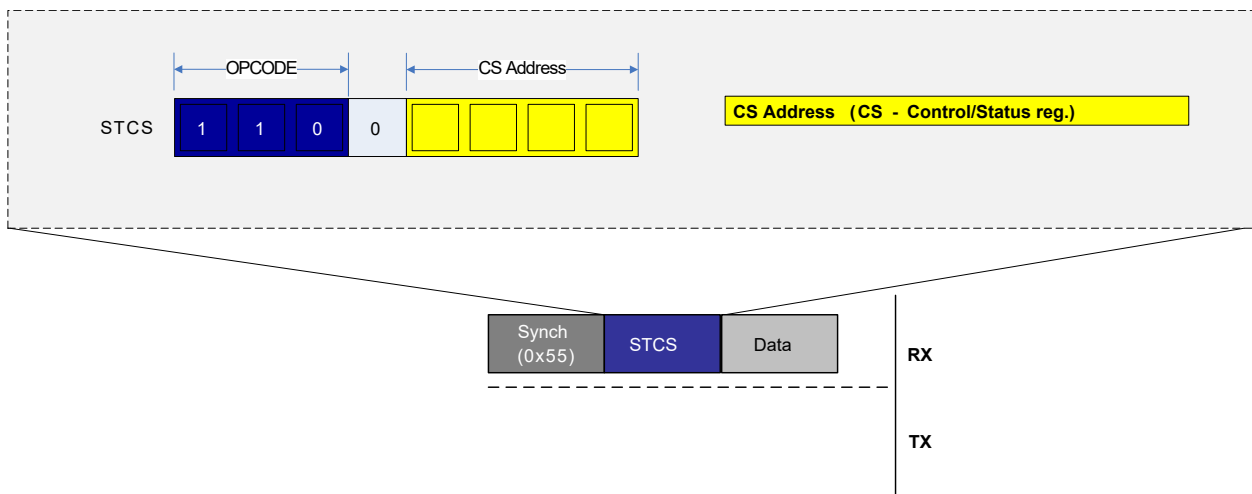 OPCODE CS Address
STCS 1 1 0 0
CS Address (CS - Control/Status reg.)
Synch
(0x55)
STCS
Data
RX
TX